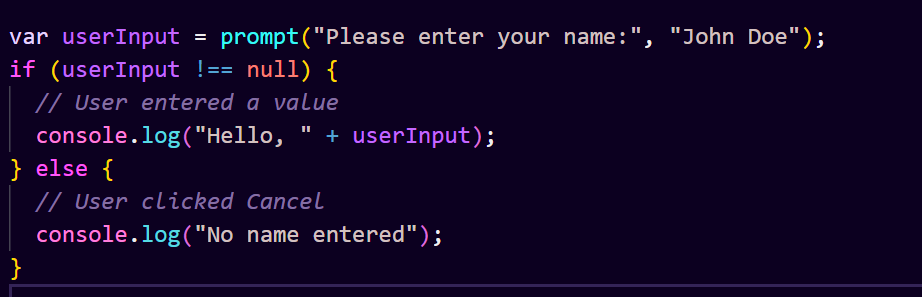 var userInput = prompt("Please enter your name:", "John Doe");
if (userInput !== null) {
  // User entered a value
  console.log("Hello, " + userInput);
} else {
  // User clicked Cancel
  console.log("No name entered");
}